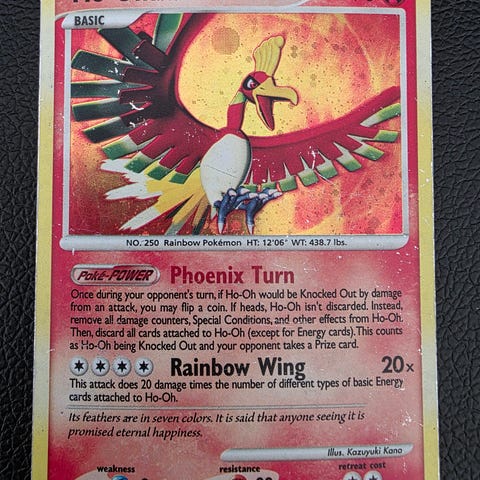 Ho-Oh
BASIC
NO. 250 Rainbow Pokémon HT: 12'06" WT: 438.7 lbs.
Poké-POWER Phoenix Turn
Once during your opponent's turn, if Ho-Oh would be Knocked Out by damage
from an attack, you may flip a coin. If heads, Ho-Oh isn't discarded. Instead,
remove all damage counters, Special Conditions, and other effects from Ho-Oh.
Then, discard all cards attached to Ho-Oh (except for Energy cards). This counts
as Ho-Oh being Knocked Out and your opponent takes a Prize card.
Rainbow Wing 20×
This attack does 20 damage times the number of different types of basic Energy
cards attached to Ho-Oh.
Its feathers are in seven colors. It is said that anyone seeing it is
promised eternal happiness.
Illus. Kazuyuki Kano
weakness resistance retreat cost